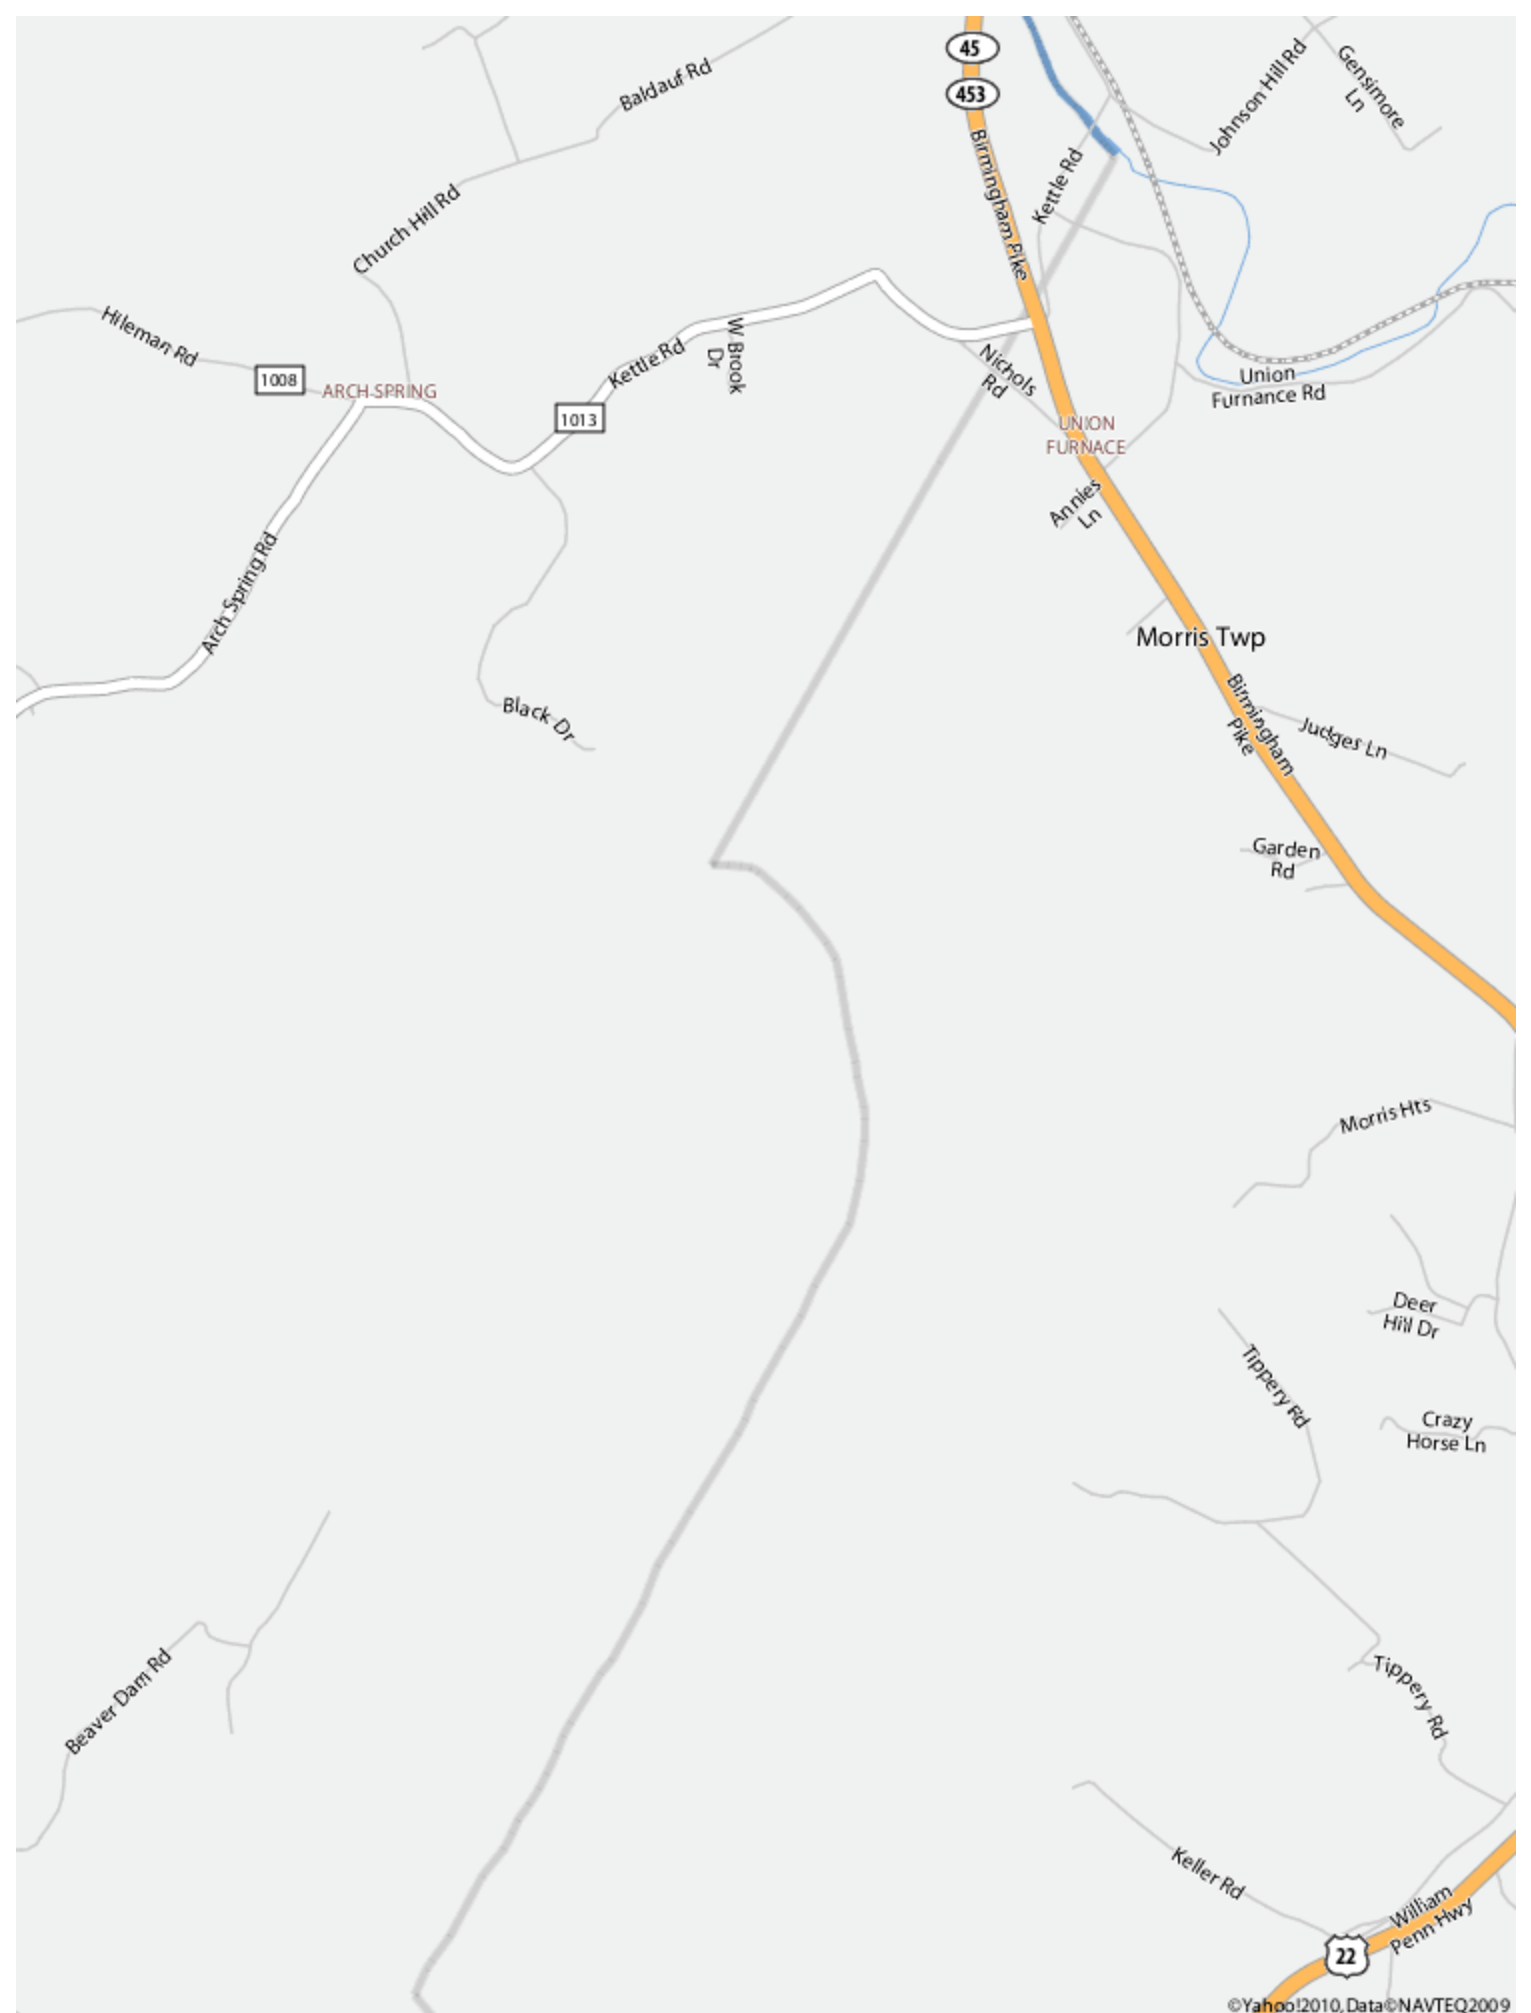 45
453
Baldauf Rd
Johnson Hill Rd
Gensimore
Ln
Birmingham Pike
Kettle Rd
Church Hill Rd
Hileman Rd
1008
ARCH SPRING
Kettle Rd
1013
W Brook
Dr
Nichols
Rd
Union
Furnance Rd
UNION
FURNACE
Annies
Ln
Arch Spring Rd
Morris Twp
Black Dr
Birmingham
Pike
Judges Ln
Garden
Rd
Morris Hts
Deer
Hill Dr
Tippery Rd
Crazy
Horse Ln
Beaver Dam Rd
Tippery Rd
Keller Rd
William
Penn Hwy
22
©Yahoo!2010, Data©NAVTEQ2009